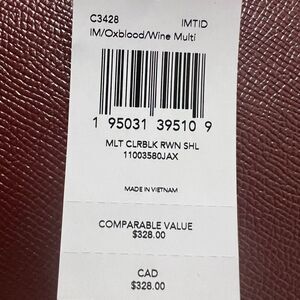 C3428 IMTID
IM/Oxblood/Wine Multi
1 95031 39510 9
MLT CLRBLK RWN SHL
11003580JAX
MADE IN VIETNAM
COMPARABLE VALUE
$328.00
CAD
$328.00